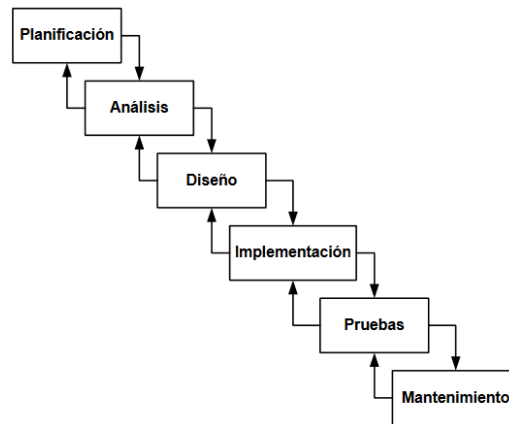 Planificación
Análisis
Diseño
Implementación
Pruebas
Mantenimiento